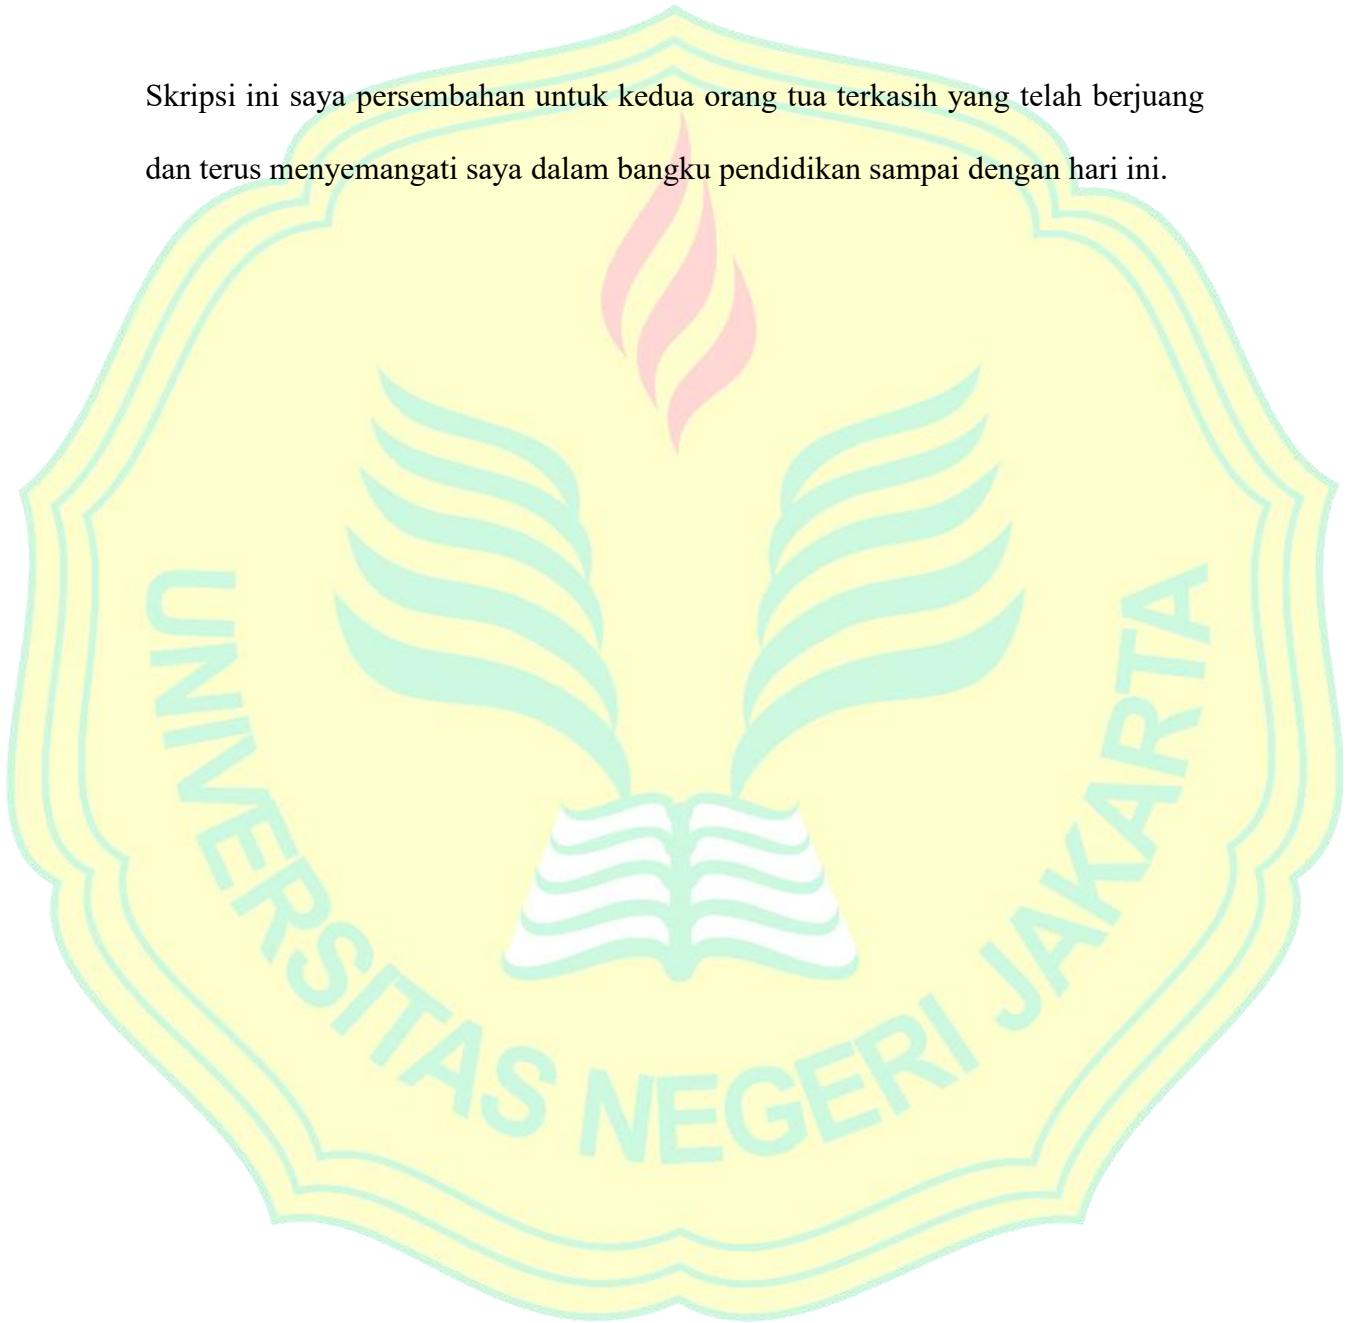 Skripsi ini saya persembahan untuk kedua orang tua terkasih yang telah berjuang
dan terus menyemangati saya dalam bangku pendidikan sampai dengan hari ini.
UNIVERSITAS NEGERI JAKARTA